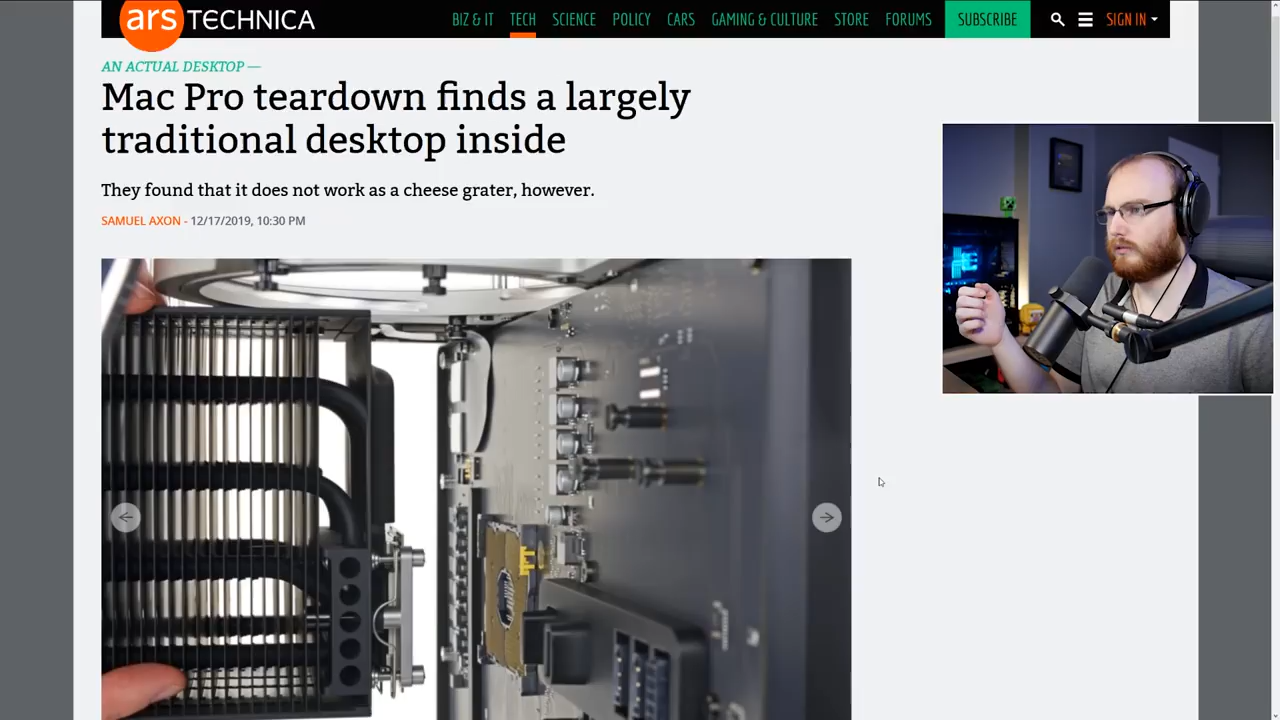 ars TECHNICA
BIZ & IT TECH SCIENCE POLICY CARS GAMING & CULTURE STORE FORUMS SUBSCRIBE SIGN IN
AN ACTUAL DESKTOP —
Mac Pro teardown finds a largely
traditional desktop inside
They found that it does not work as a cheese grater, however.
SAMUEL AXON - 12/17/2019, 10:30 PM